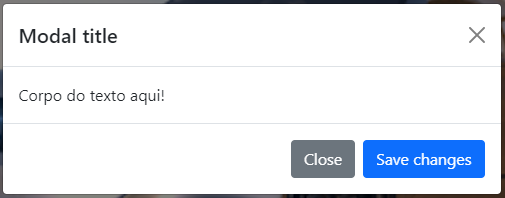 Modal title
Corpo do texto aqui!
Close
Save changes